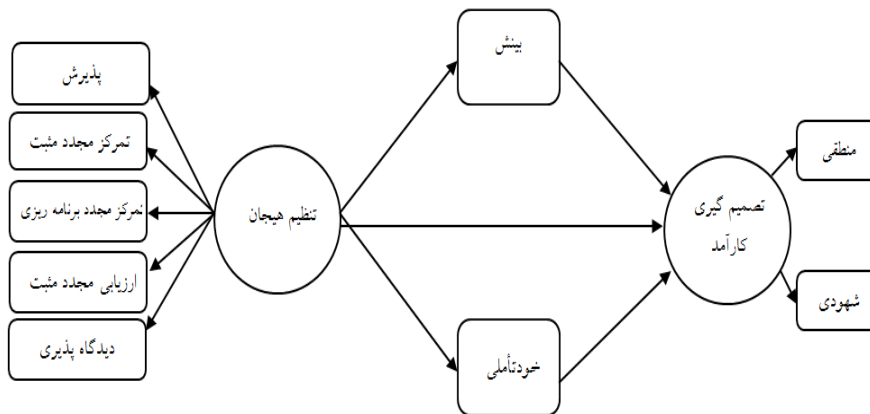 بینش
پذیرش
تمرکز مجدد مثبت
منطقی
تمرکز مجدد برنامه ریزی
تنظیم هیجان
تصمیم گیری
کارآمد
ارزیابی مجدد مثبت
شهودی
دیدگاه پذیری
خودتأملی